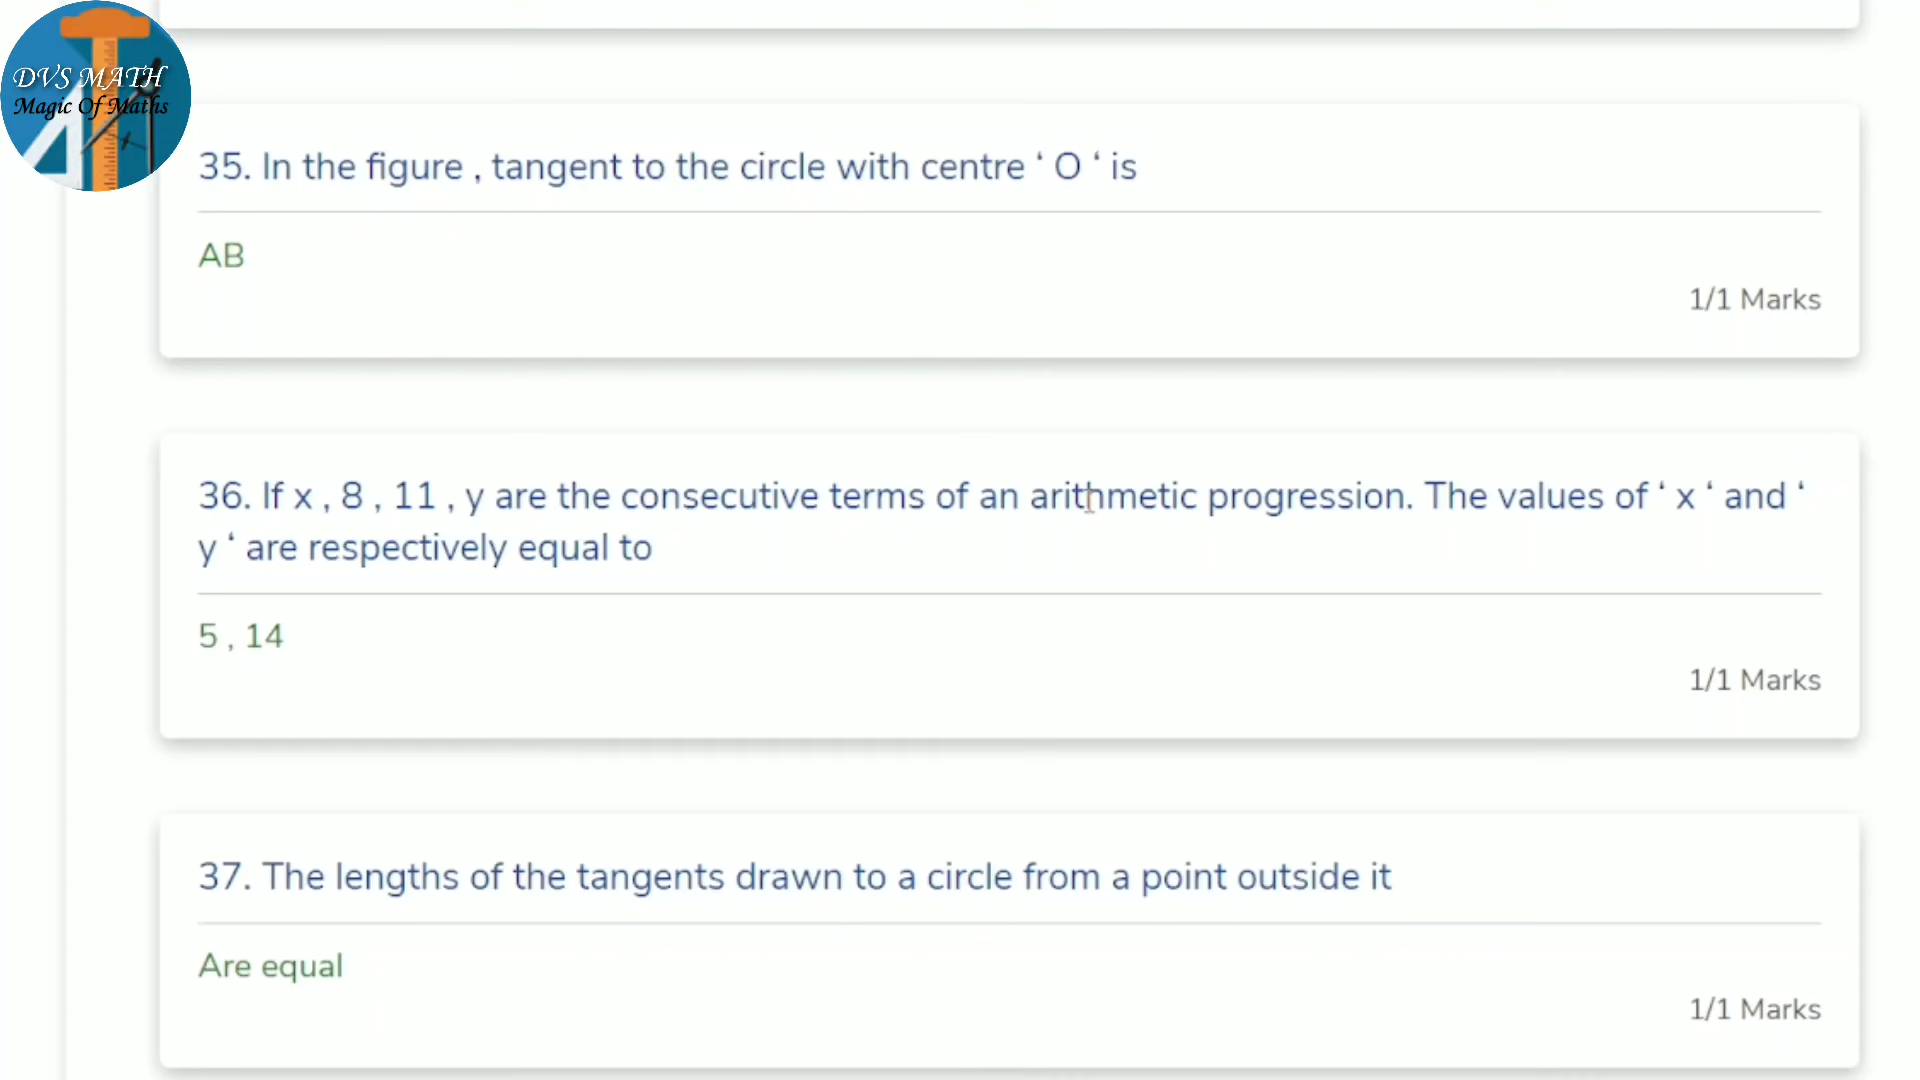 DVS MATH
Magic Of Maths
35. In the figure , tangent to the circle with centre ‘ O ‘ is
AB
1/1 Marks
36. If x , 8 , 11 , y are the consecutive terms of an arithmetic progression. The values of ‘ x ‘ and ‘
y ‘ are respectively equal to
5 , 14
1/1 Marks
37. The lengths of the tangents drawn to a circle from a point outside it
Are equal
1/1 Marks